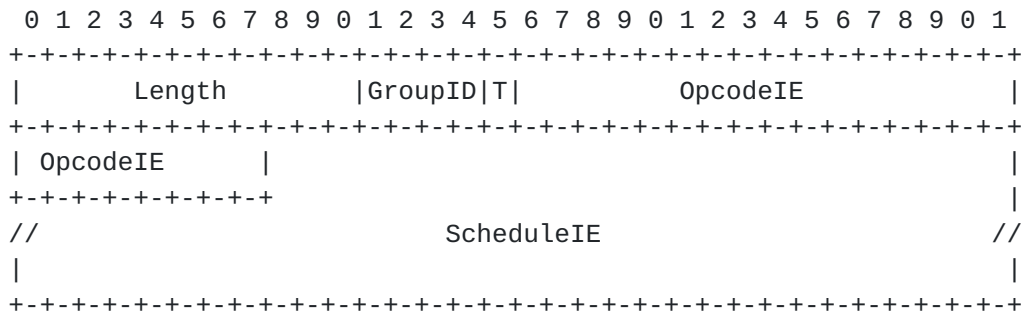 0 1 2 3 4 5 6 7 8 9 0 1 2 3 4 5 6 7 8 9 0 1 2 3 4 5 6 7 8 9 0 1
+-+-+-+-+-+-+-+-+-+-+-+-+-+-+-+-+-+-+-+-+-+-+-+-+-+-+-+-+-+-+-+-+
|       Length        |GroupID|T|          OpcodeIE             |
+-+-+-+-+-+-+-+-+-+-+-+-+-+-+-+-+-+-+-+-+-+-+-+-+-+-+-+-+-+-+-+-+
| OpcodeIE      |                                               |
+-+-+-+-+-+-+-+-+                                               |
//                          ScheduleIE                         //
|                                                               |
+-+-+-+-+-+-+-+-+-+-+-+-+-+-+-+-+-+-+-+-+-+-+-+-+-+-+-+-+-+-+-+-+